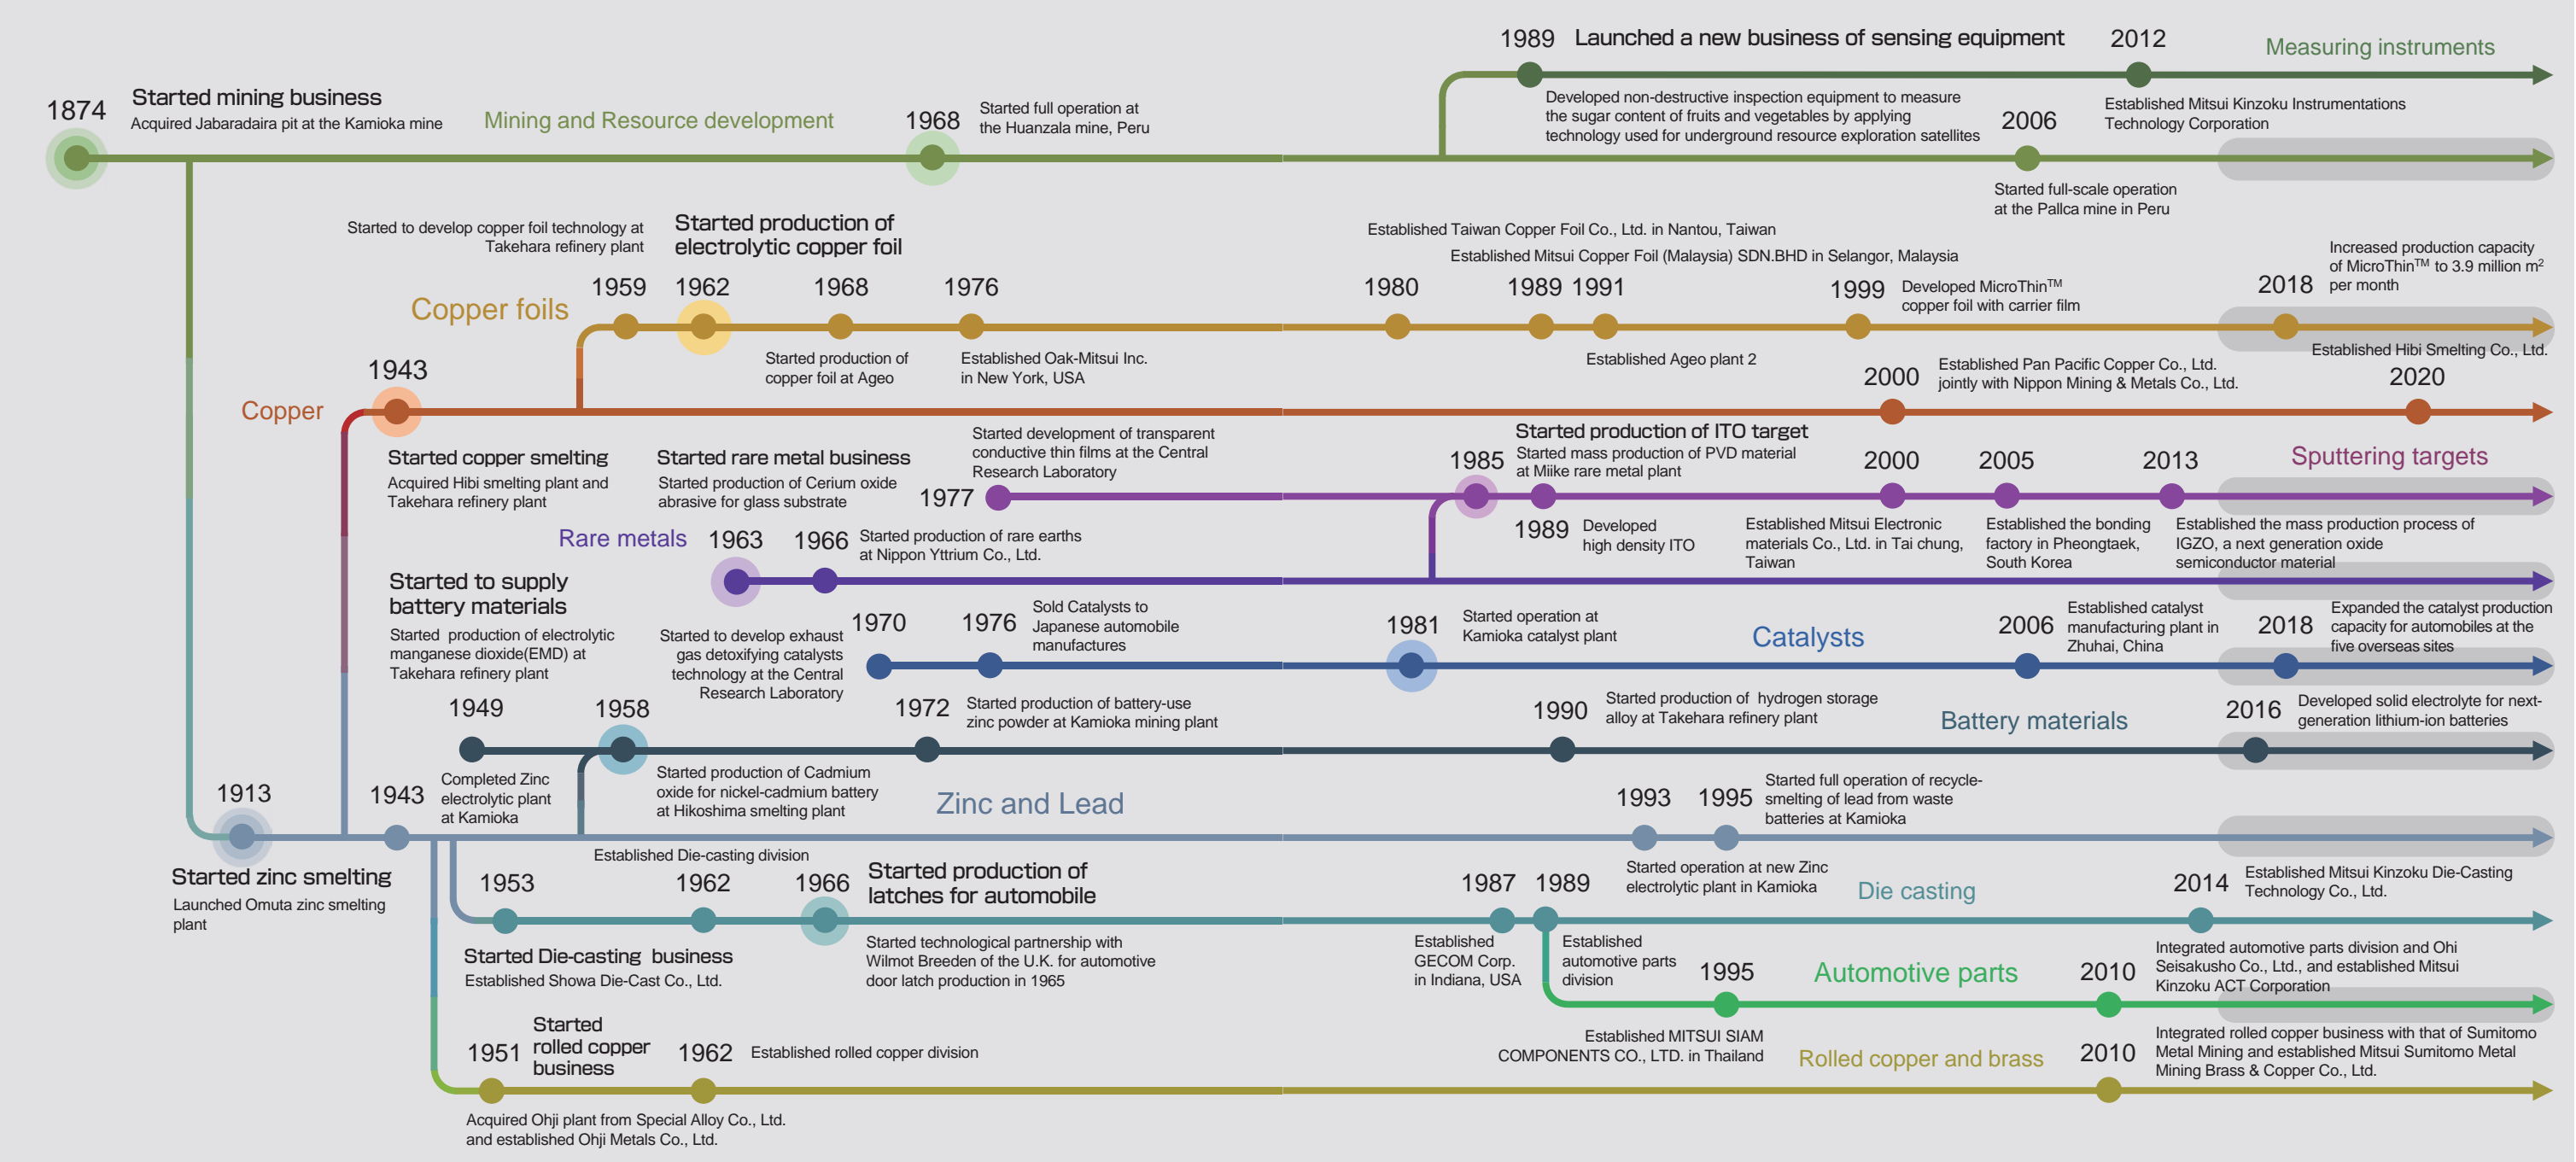 1989 Launched a new business of sensing equipment
2012
Measuring instruments
Developed non-destructive inspection equipment to measure
the sugar content of fruits and vegetables by applying
technology used for underground resource exploration satellites
Established Mitsui Kinzoku Instrumentations
Technology Corporation
1874
Started mining business
Acquired Jabaradaira pit at the Kamioka mine
Mining and Resource development
1968
Started full operation at
the Huanzala mine, Peru
2006
Started full-scale operation
at the Pallca mine in Peru
Started to develop copper foil technology at
Takehara refinery plant
Started production of
electrolytic copper foil
Copper foils
1959
1962
1968
Started production of
copper foil at Ageo
1976
Established Oak-Mitsui Inc.
in New York, USA
Established Taiwan Copper Foil Co., Ltd. in Nantou, Taiwan
Established Mitsui Copper Foil (Malaysia) SDN.BHD in Selangor, Malaysia
1980
1989
1991
Established Ageo plant 2
1999
Developed MicroThin™
copper foil with carrier film
2018
Increased production capacity
of MicroThin™ to 3.9 million m²
per month
Copper
1943
Started copper smelting
Acquired Hibi smelting plant and
Takehara refinery plant
2000
Established Pan Pacific Copper Co., Ltd.
jointly with Nippon Mining & Metals Co., Ltd.
Established Hibi Smelting Co., Ltd.
2020
Started development of transparent
conductive thin films at the Central
Research Laboratory
1977
1985
Started production of ITO target
Started mass production of PVD material
at Miike rare metal plant
1989
Developed
high density ITO
2000
Established Mitsui Electronic
materials Co., Ltd. in Tai chung,
Taiwan
2005
Established the bonding
factory in Pheongtaek,
South Korea
2013
Established the mass production process of
IGZO, a next generation oxide
semiconductor material
Sputtering targets
Started rare metal business
Started production of Cerium oxide
abrasive for glass substrate
Rare metals
1963
1966
Started production of rare earths
at Nippon Yttrium Co., Ltd.
Started to develop exhaust
gas detoxifying catalysts
technology at the Central
Research Laboratory
1970
1976
Sold Catalysts to
Japanese automobile
manufactures
1981
Started operation at
Kamioka catalyst plant
Catalysts
2006
Established catalyst
manufacturing plant in
Zhuhai, China
2018
Expanded the catalyst production
capacity for automobiles at the
five overseas sites
Started to supply
battery materials
Started production of electrolytic
manganese dioxide(EMD) at
Takehara refinery plant
1949
1958
Started production of Cadmium
oxide for nickel-cadmium battery
at Hikoshima smelting plant
1972
Started production of battery-use
zinc powder at Kamioka mining plant
1990
Started production of hydrogen storage
alloy at Takehara refinery plant
Battery materials
2016
Developed solid electrolyte for next-
generation lithium-ion batteries
1913
Started zinc smelting
Launched Omuta zinc smelting
plant
1943
Completed Zinc
electrolytic plant
at Kamioka
Zinc and Lead
1993
Started operation at new Zinc
electrolytic plant in Kamioka
1995
Started full operation of recycle-
smelting of lead from waste
batteries at Kamioka
1953
Started Die-casting business
Established Showa Die-Cast Co., Ltd.
Established Die-casting division
1962
1966
Started production of
latches for automobile
Started technological partnership with
Wilmot Breeden of the U.K. for automotive
door latch production in 1965
1987
Established
GECOM Corp.
in Indiana, USA
1989
Established
automotive parts
division
Die casting
2014
Established Mitsui Kinzoku Die-Casting
Technology Co., Ltd.
1995
Established MITSUI SIAM
COMPONENTS CO., LTD. in Thailand
Automotive parts
2010
Integrated automotive parts division and Ohi
Seisakusho Co., Ltd., and established Mitsui
Kinzoku ACT Corporation
1951
Started
rolled copper
business
Acquired Ohji plant from Special Alloy Co., Ltd.
and established Ohji Metals Co., Ltd.
1962
Established rolled copper division
Rolled copper and brass
2010
Integrated rolled copper business with that of Sumitomo
Metal Mining and established Mitsui Sumitomo Metal
Mining Brass & Copper Co., Ltd.